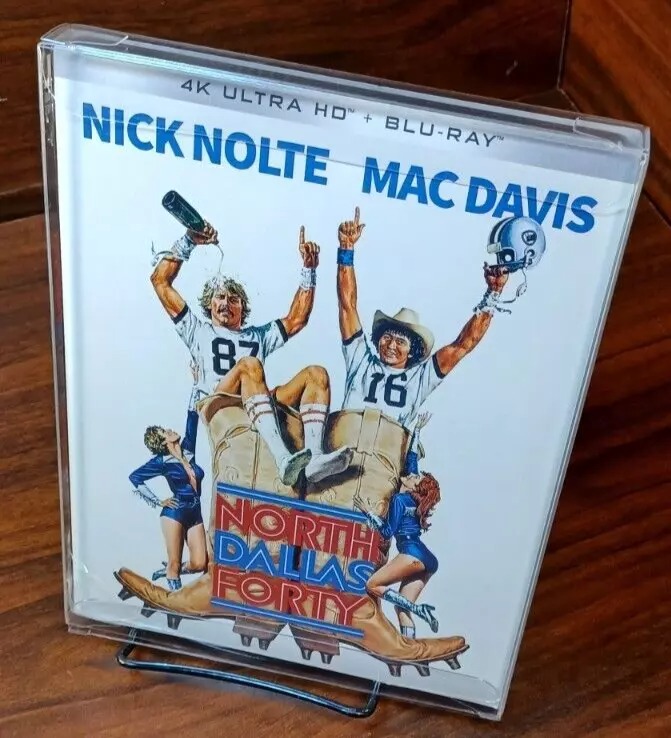 4K ULTRA HD™ + BLU-RAY™
NICK NOLTE MAC DAVIS
87
16
NORTH
DALLAS
FORTY